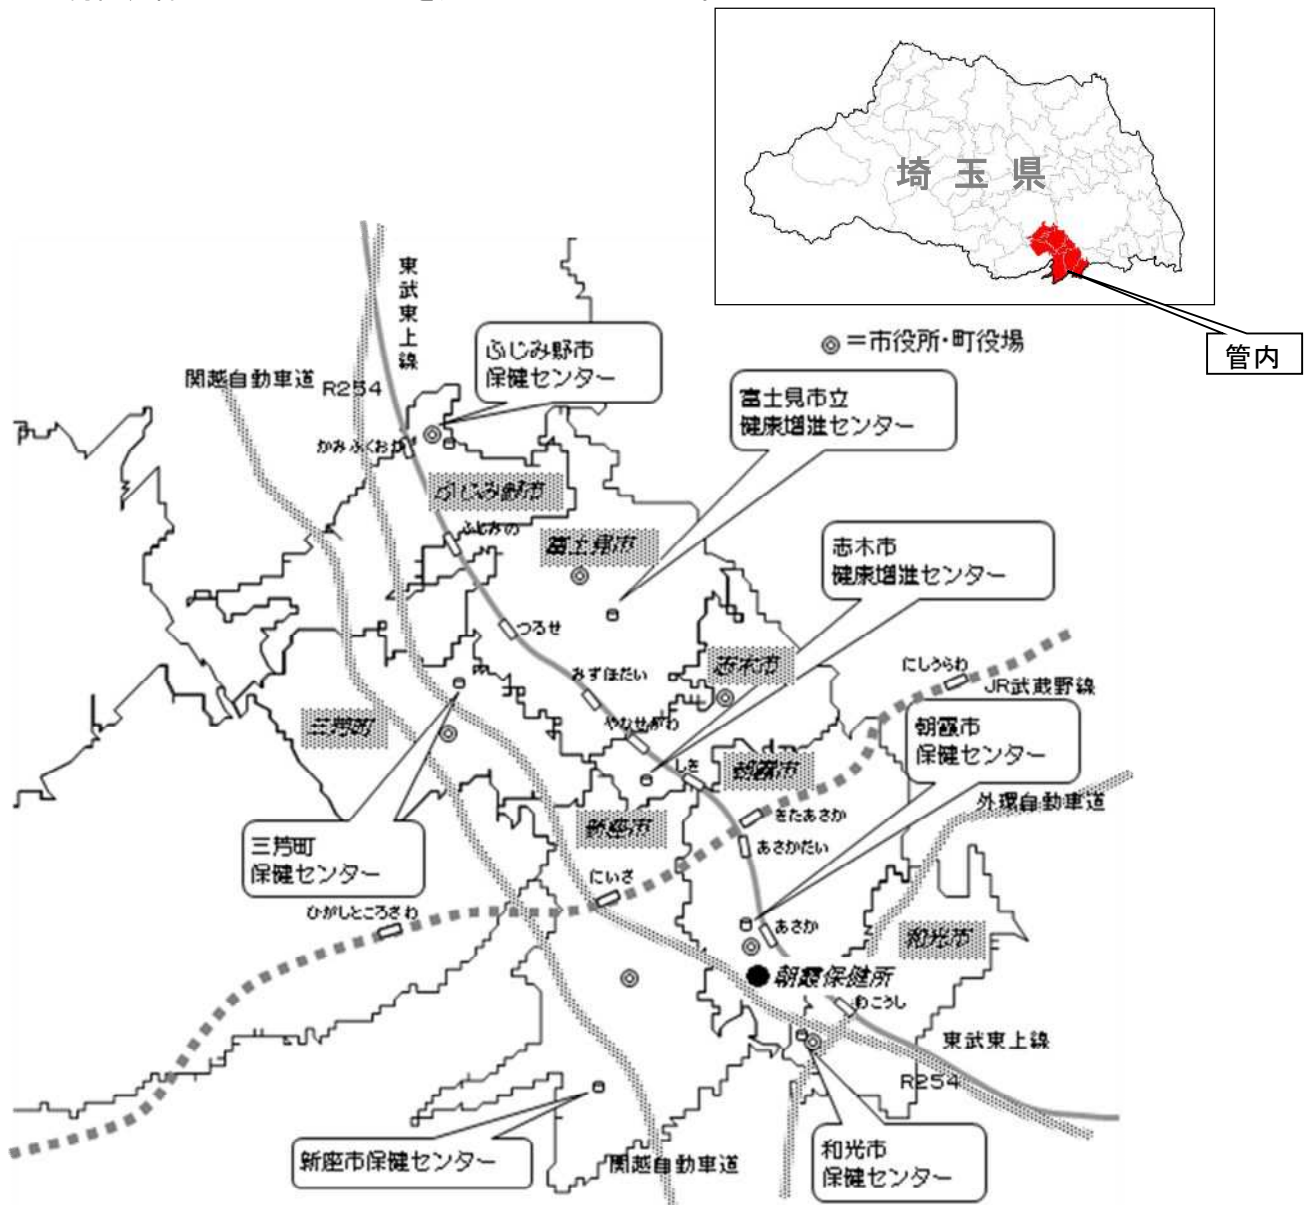 埼玉県
管内
◎＝市役所・町役場
東武東上線
ふじみ野市
保健センター
関越自動車道
R254
富士見市立
健康増進センター
かみふくおか
ふじみ野市
ふじみの
富士見市
志木市
健康増進センター
つるせ
みずほだい
志木市
にしうらわ
JR武蔵野線
三芳町
やなせがわ
朝霞市
保健センター
しき
朝霞市
外環自動車道
きたあさか
新座市
あさかだい
三芳町
保健センター
にいざ
ひがしところざわ
あさか
和光市
朝霞保健所
わこうし
東武東上線
R254
新座市保健センター
関越自動車道
和光市
保健センター